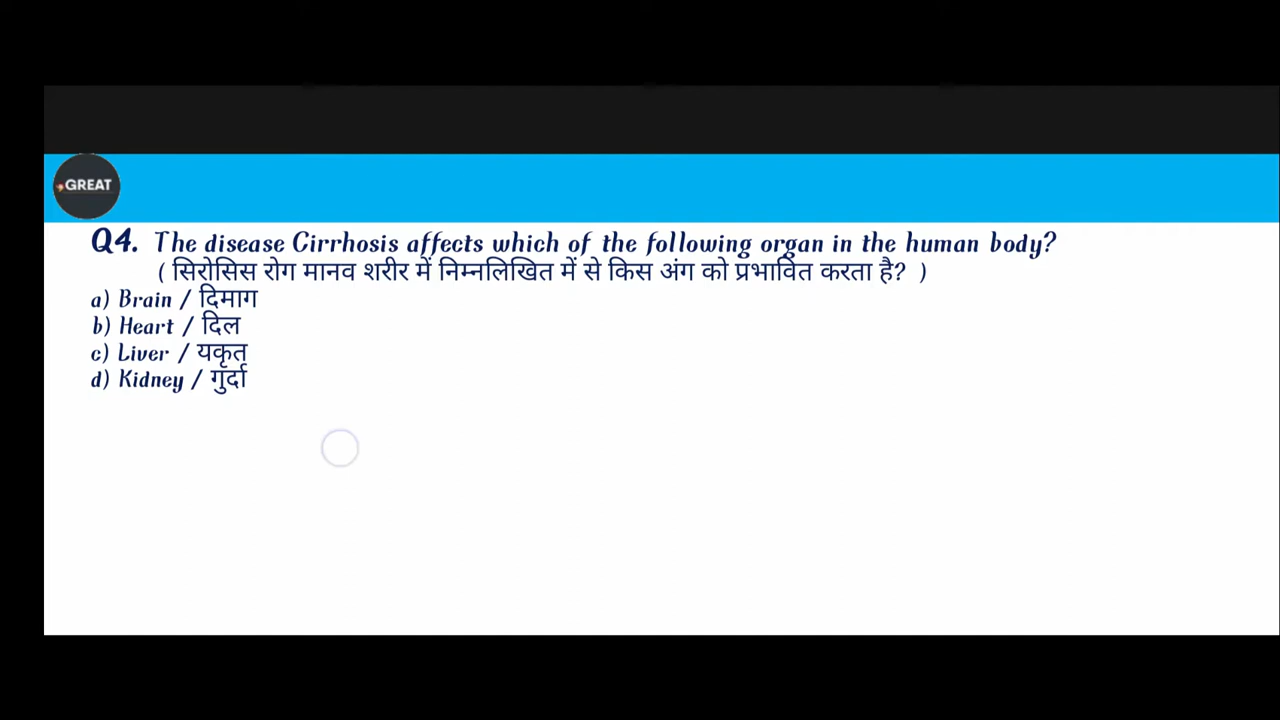 GREAT
Q4. The disease Cirrhosis affects which of the following organ in the human body?
( सिरोसिस रोग मानव शरीर में निम्नलिखित में से किस अंग को प्रभावित करता है? )
a) Brain / दिमाग
b) Heart / दिल
c) Liver / यकृत
d) Kidney / गुर्दा